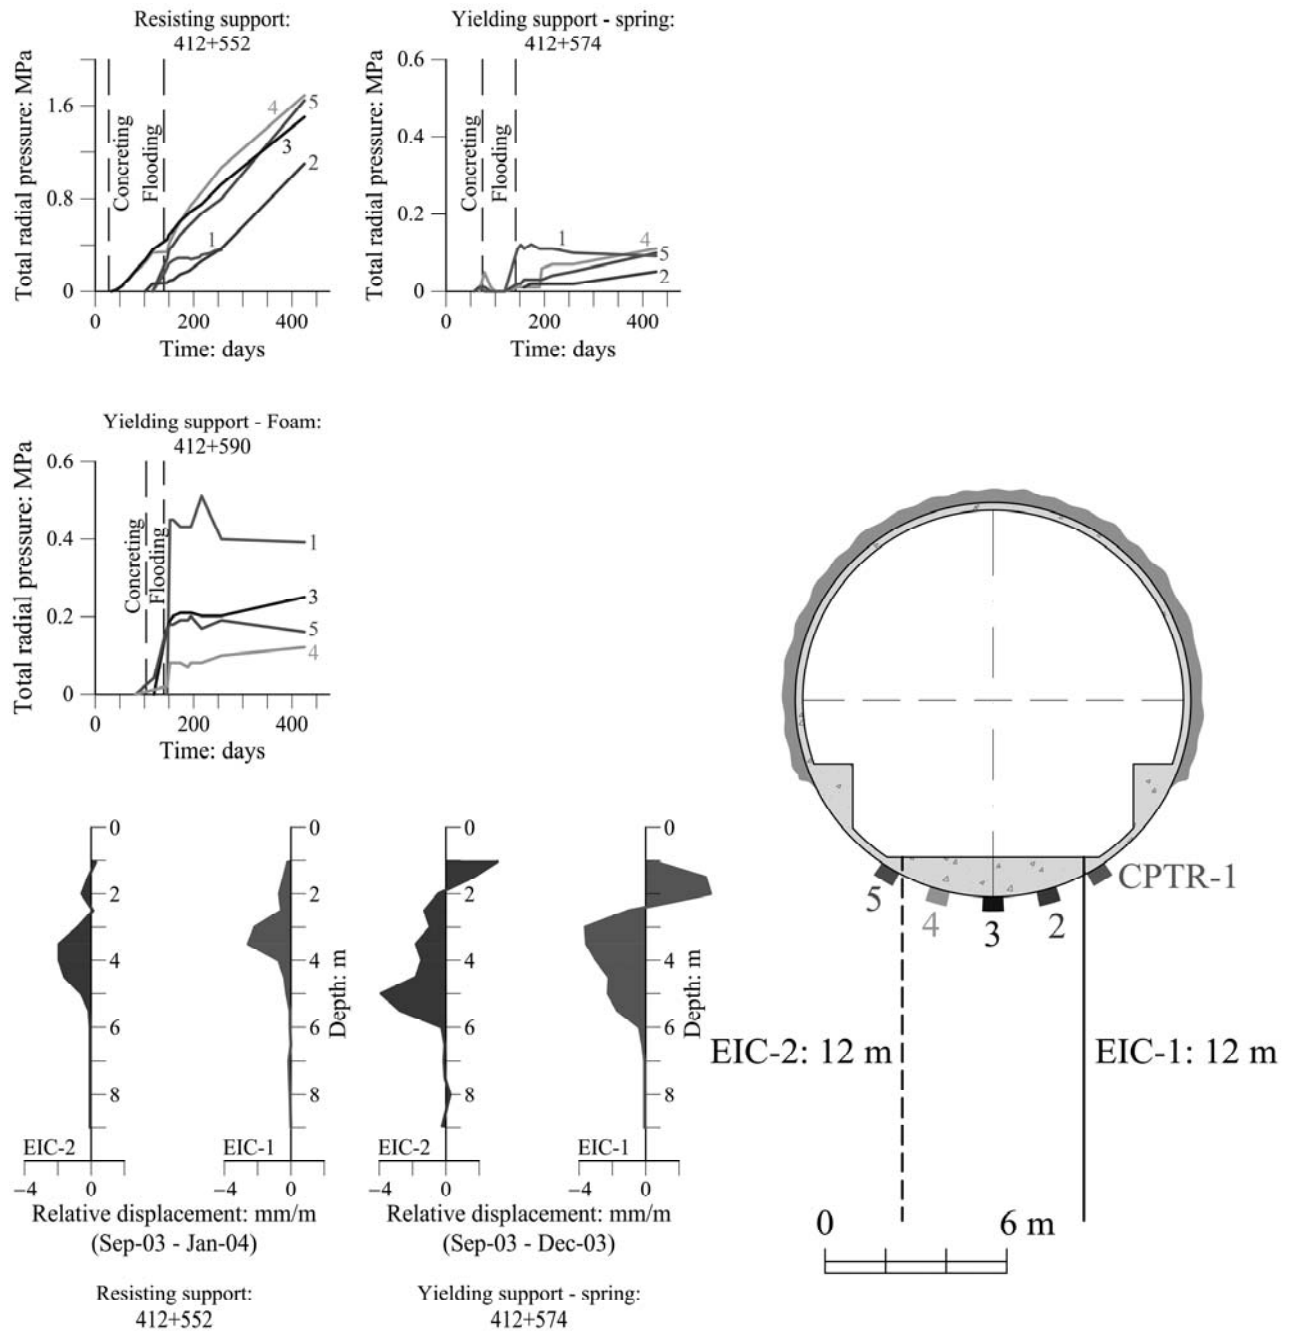 Resisting support:
412+552
Total radial pressure: MPa
1.6
0.8
0
Concreting
Flooding
4
5
3
2
1
0
200
400
Time: days
Yielding support - spring:
412+574
Total radial pressure: MPa
0.6
0.4
0.2
0
Concreting
Flooding
1
4
5
2
0
200
400
Time: days
Yielding support - Foam:
412+590
Total radial pressure: MPa
0.6
0.4
0.2
0
Concreting
Flooding
1
3
5
4
0
200
400
Time: days
0
2
4
6
8
EIC-2
−4
0
0
2
4
6
8
Depth: m
EIC-1
−4
0
Relative displacement: mm/m
(Sep-03 - Jan-04)
Resisting support:
412+552
0
2
4
6
8
EIC-2
−4
0
0
2
4
6
8
Depth: m
EIC-1
−4
0
Relative displacement: mm/m
(Sep-03 - Dec-03)
Yielding support - spring:
412+574
5
4
3
2
CPTR-1
EIC-2: 12 m
EIC-1: 12 m
0
6 m